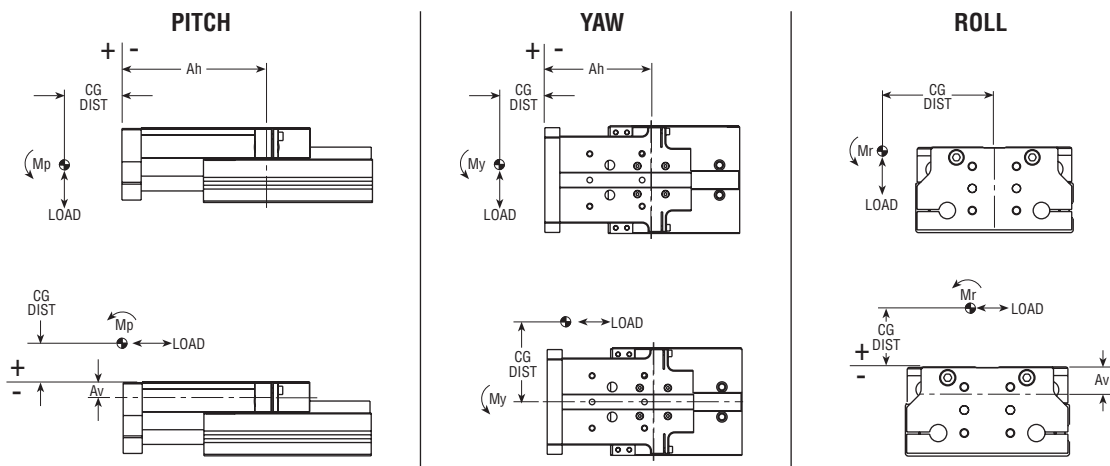 PITCH
+ -
Ah
CG
DIST
Mp
LOAD
CG
DIST
Mp
LOAD
+
-
Av
YAW
+ -
Ah
CG
DIST
My
LOAD
LOAD
CG
DIST
My
ROLL
CG
DIST
Mr
LOAD
Mr
LOAD
CG
DIST
+
-
Av